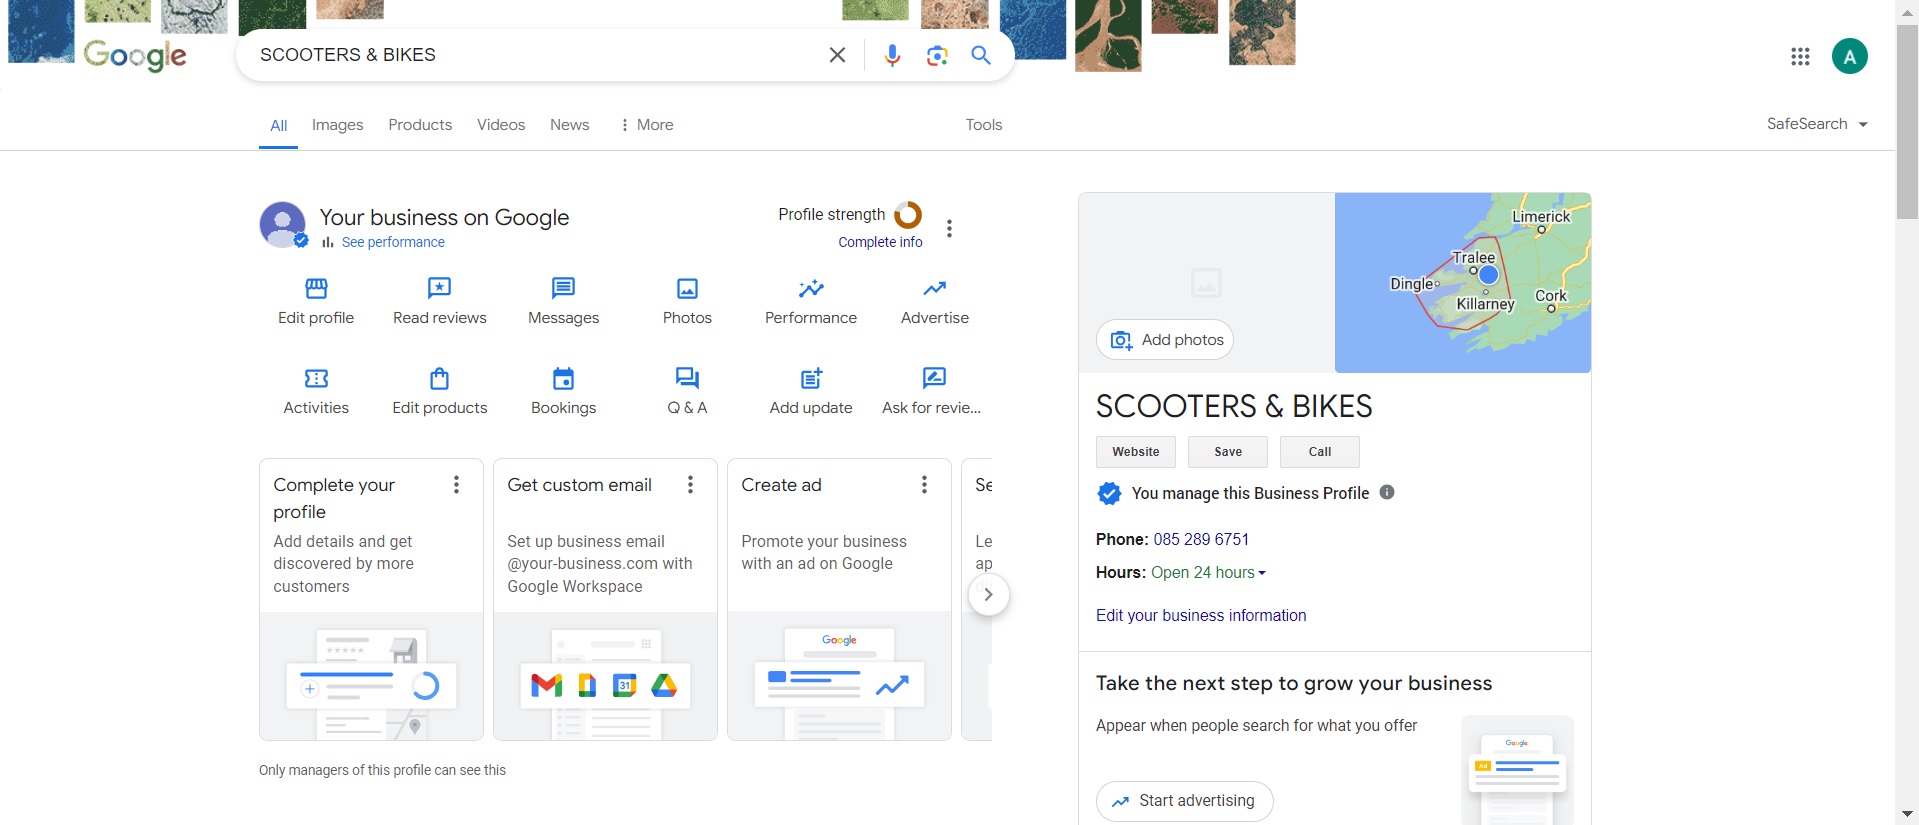 Google
SCOOTERS & BIKES
A
All
Images
Products
Videos
News
More
Tools
SafeSearch
Your business on Google
See performance
Profile strength
Complete info
Edit profile
Read reviews
Messages
Photos
Performance
Advertise
Activities
Edit products
Bookings
Q & A
Add update
Ask for revie...
Complete your
profile
Add details and get
discovered by more
customers
Get custom email
Set up business email
@your-business.com with
Google Workspace
31
Create ad
Promote your business
with an ad on Google
Google
Se
Le
ap
Only managers of this profile can see this
Add photos
Limerick
Tralee
Dingle
Killarney
Cork
SCOOTERS & BIKES
Website
Save
Call
You manage this Business Profile
Phone: 085 289 6751
Hours: Open 24 hours
Edit your business information
Take the next step to grow your business
Appear when people search for what you offer
Google
Ad
Start advertising